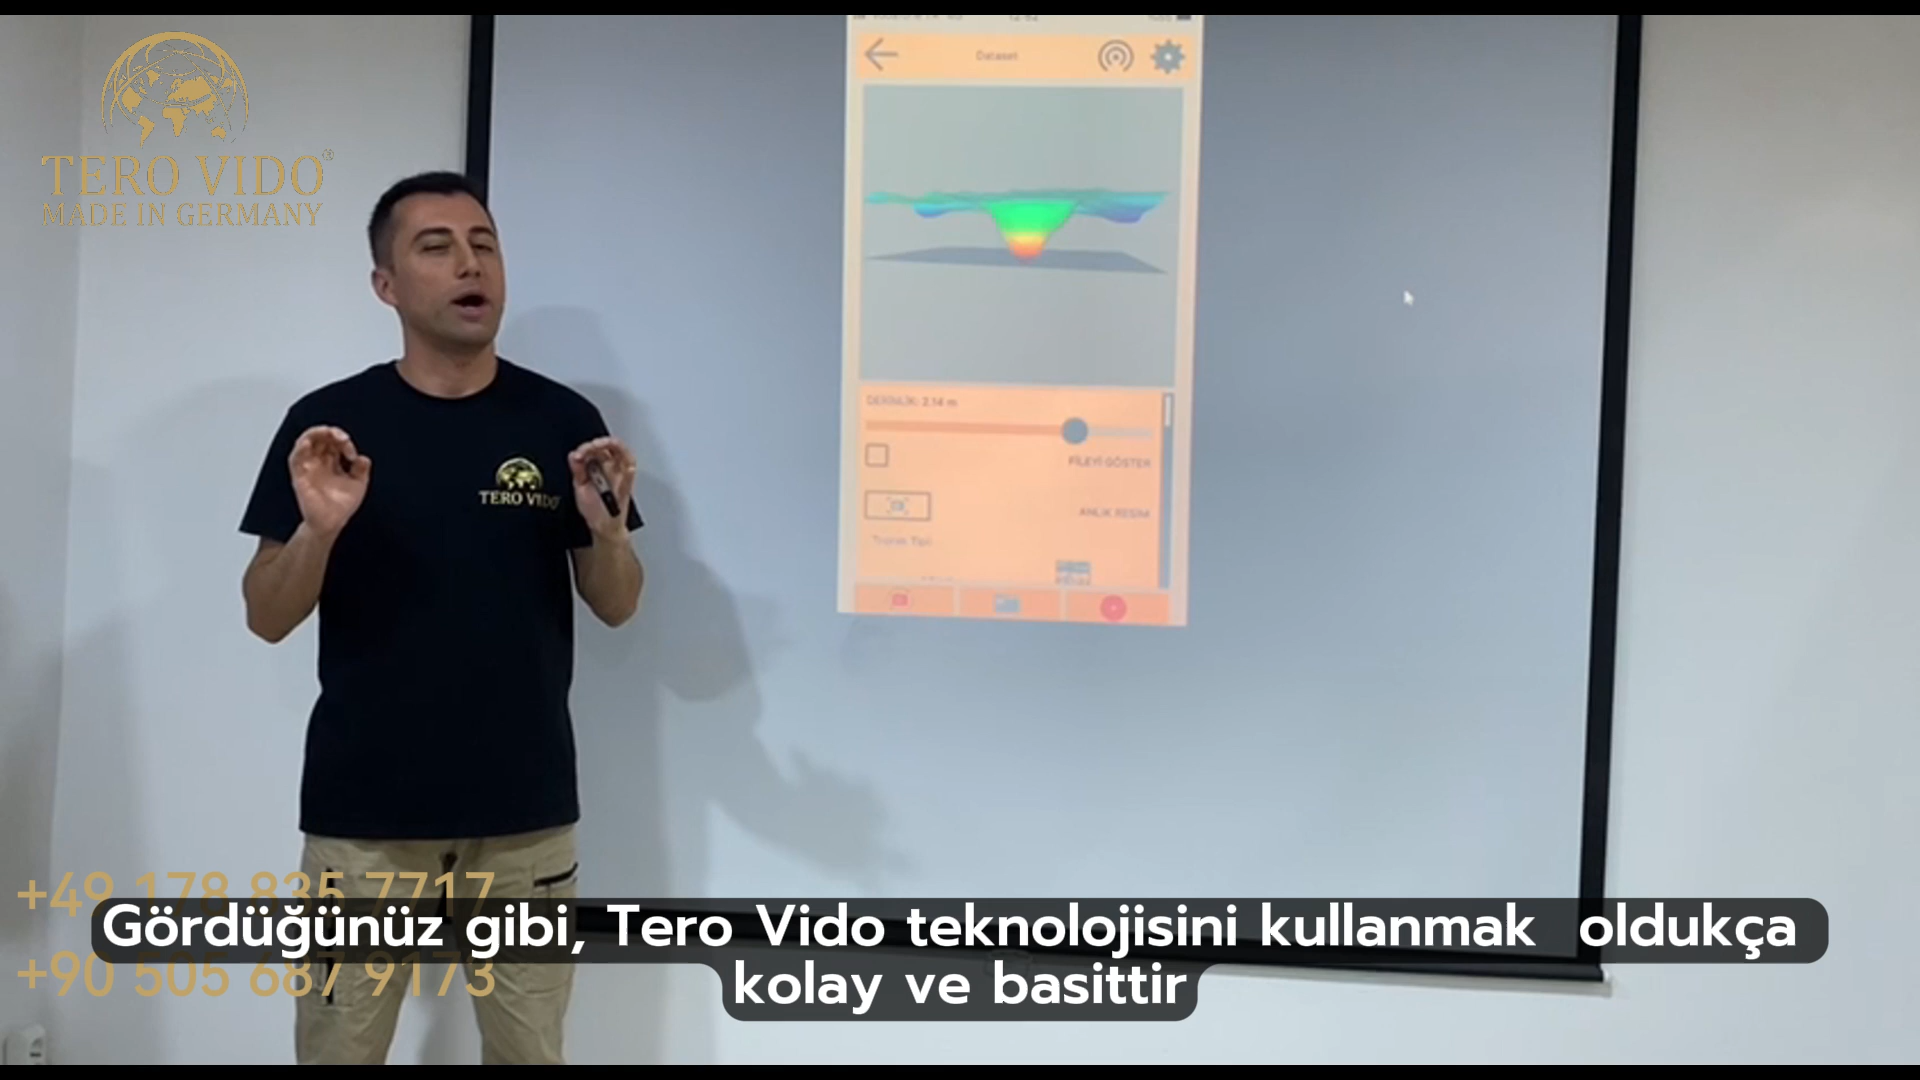 TERO VIDO®
MADE IN GERMANY
Dataset
DERİNLİK: 2.14 m
FİLEYİ GÖSTER
ANLIK RESİM
TERO VIDO
+49 178 835 7717
+90 505 687 9173
Gördüğünüz gibi, Tero Vido teknolojisini kullanmak oldukça
kolay ve basittir